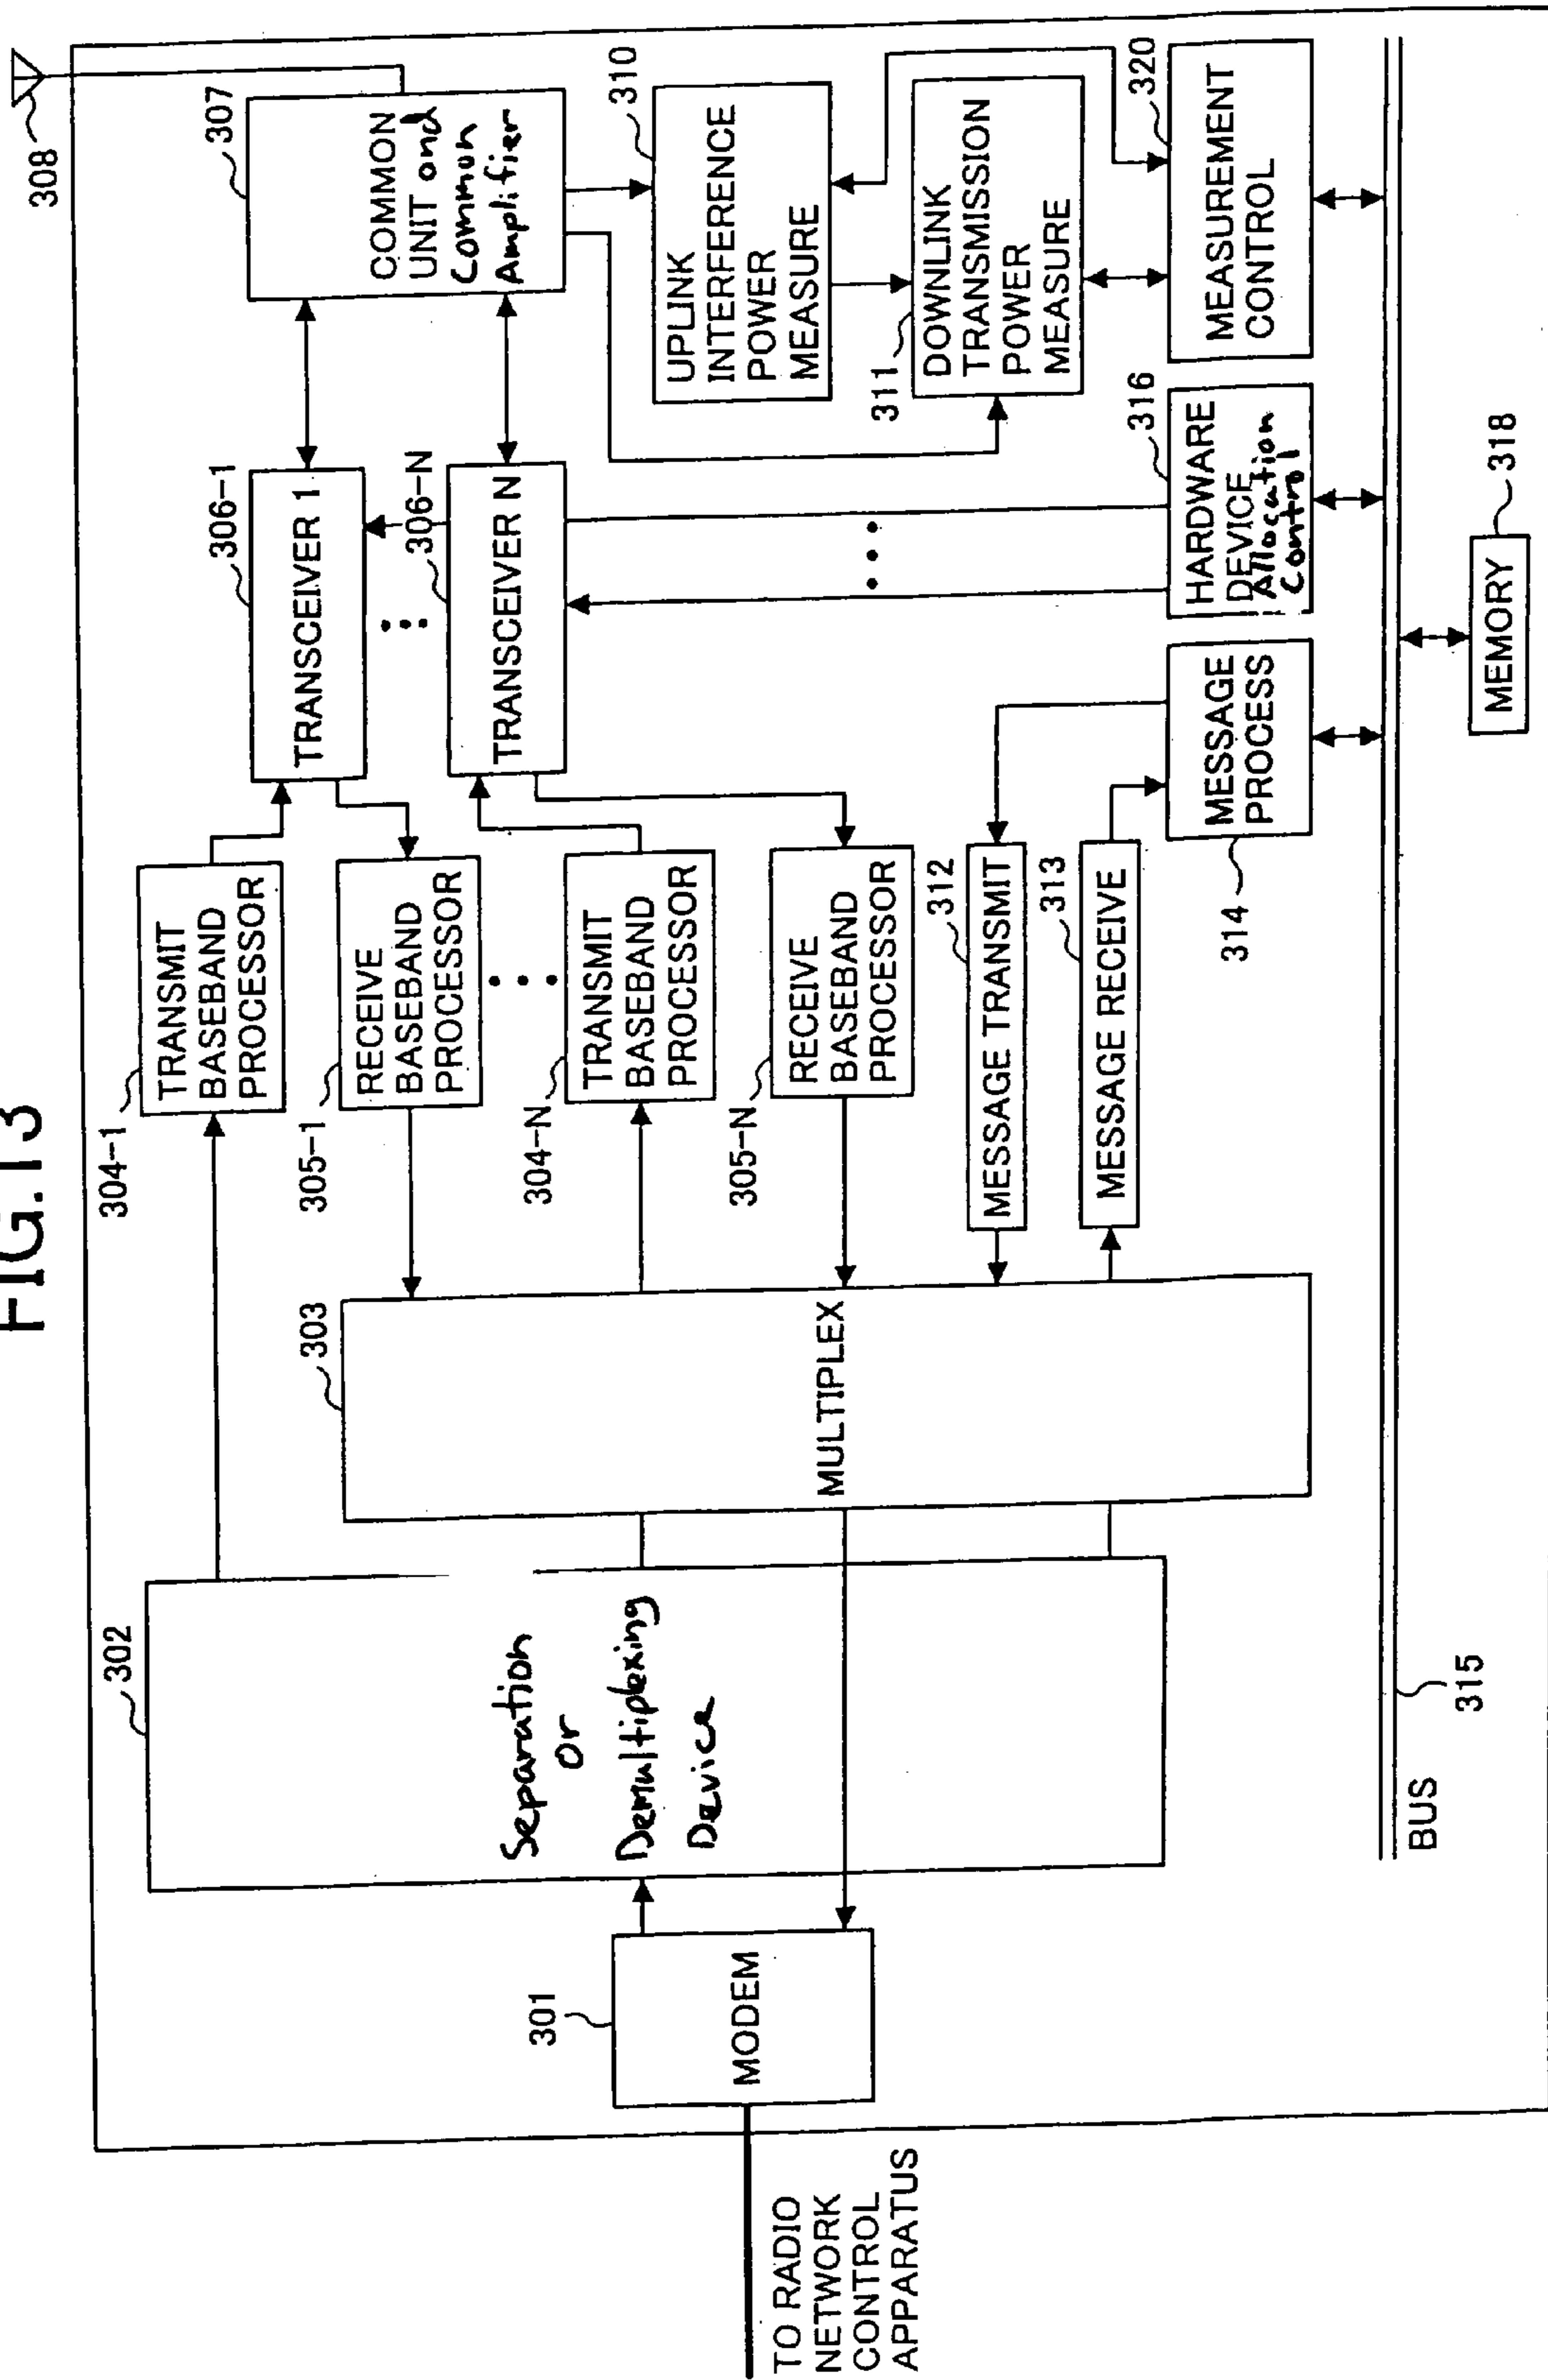 FIG.13
308
307
COMMON
UNIT and
Common
Amplifier
310
UPLINK
INTERFERENCE
POWER
MEASURE
311
DOWNLINK
TRANSMISSION
POWER
MEASURE
320
MEASUREMENT
CONTROL
306-1
TRANSCEIVER 1
306-N
TRANSCEIVER N
316
HARDWARE
DEVICE
Allocation
Control
318
MEMORY
304-1
TRANSMIT
BASEBAND
PROCESSOR
305-1
RECEIVE
BASEBAND
PROCESSOR
304-N
TRANSMIT
BASEBAND
PROCESSOR
305-N
RECEIVE
BASEBAND
PROCESSOR
312
MESSAGE TRANSMIT
313
MESSAGE RECEIVE
314
MESSAGE
PROCESS
303
MULTIPLEX
302
Separation
or
Demultiplexing
Device
301
MODEM
315
BUS
TO RADIO
NETWORK
CONTROL
APPARATUS